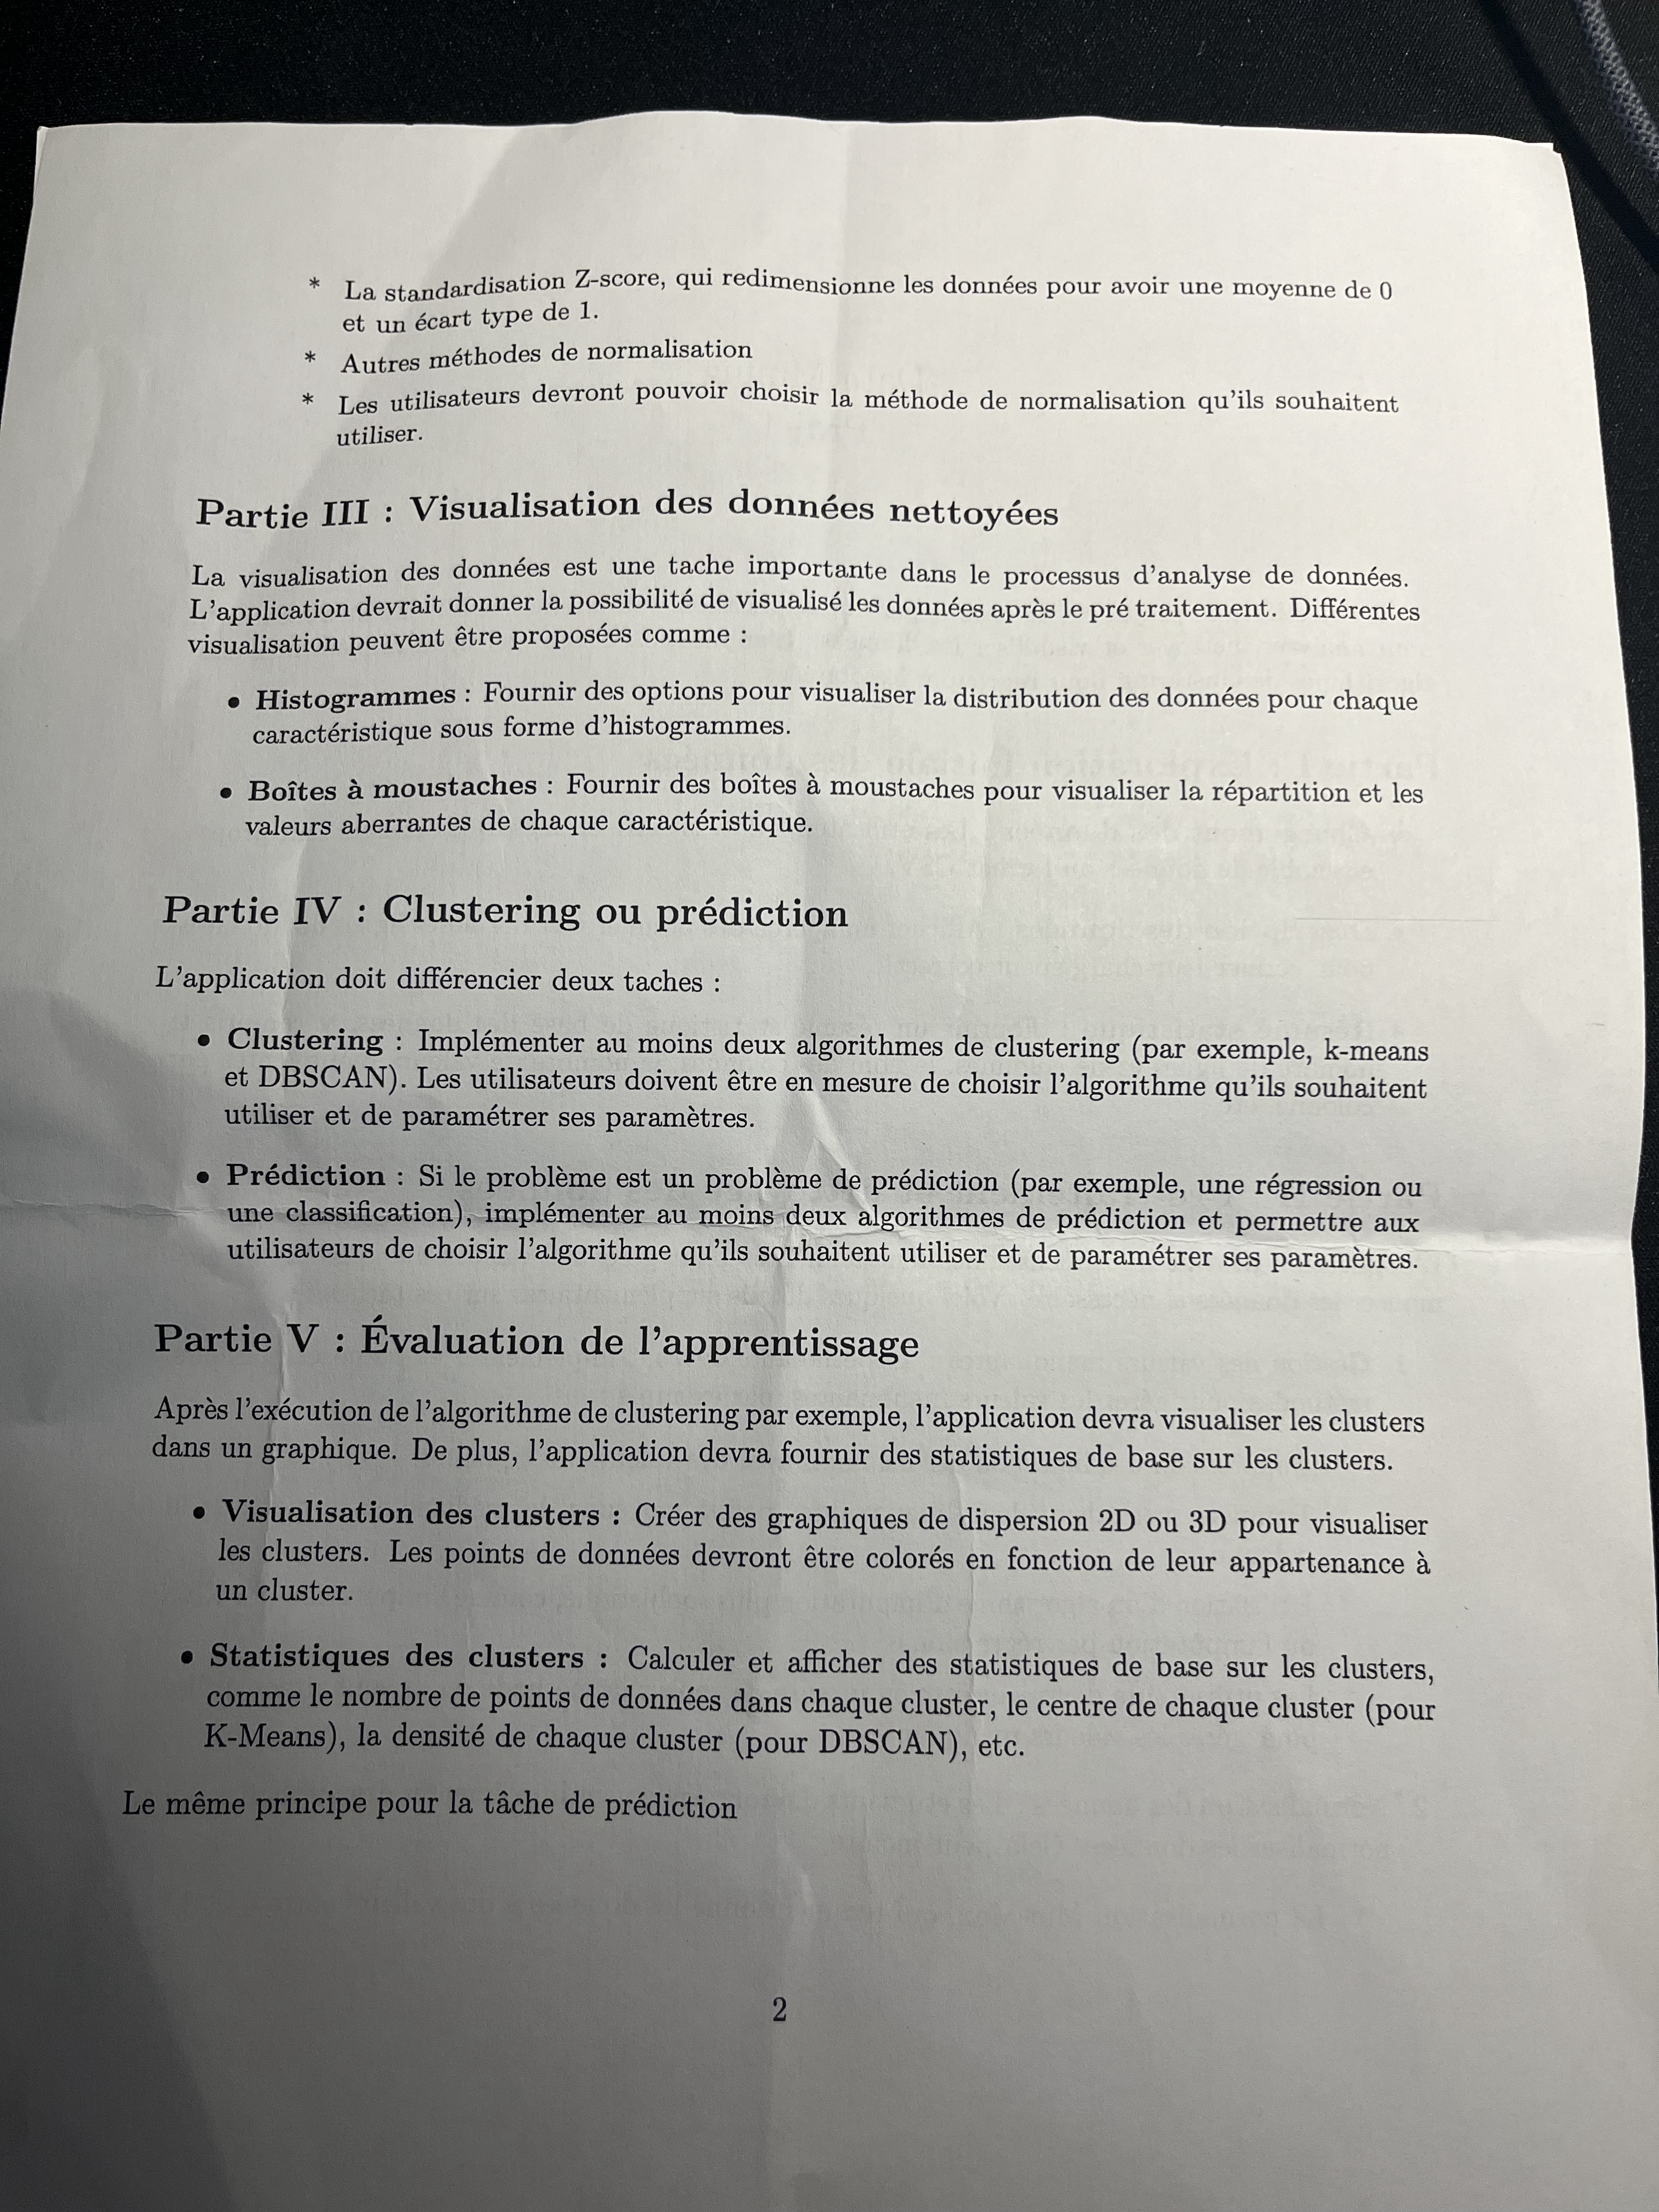 * La standardisation Z-score, qui redimensionne les données pour avoir une moyenne de 0
et un écart type de 1.
* Autres méthodes de normalisation
* Les utilisateurs devront pouvoir choisir la méthode de normalisation qu'ils souhaitent
utiliser.
Partie III : Visualisation des données nettoyées
La visualisation des données est une tache importante dans le processus d'analyse de données.
L'application devrait donner la possibilité de visualisé les données après le pré traitement. Différentes
visualisation peuvent être proposées comme :
• Histogrammes : Fournir des options pour visualiser la distribution des données pour chaque
caractéristique sous forme d'histogrammes.
• Boîtes à moustaches : Fournir des boîtes à moustaches pour visualiser la répartition et les
valeurs aberrantes de chaque caractéristique.
Partie IV : Clustering ou prédiction
L'application doit différencier deux taches :
• Clustering : Implémenter au moins deux algorithmes de clustering (par exemple, k-means
et DBSCAN). Les utilisateurs doivent être en mesure de choisir l'algorithme qu'ils souhaitent
utiliser et de paramétrer ses paramètres.
• Prédiction : Si le problème est un problème de prédiction (par exemple, une régression ou
une classification), implémenter au moins deux algorithmes de prédiction et permettre aux
utilisateurs de choisir l'algorithme qu'ils souhaitent utiliser et de paramétrer ses paramètres.
Partie V : Évaluation de l'apprentissage
Après l'exécution de l'algorithme de clustering par exemple, l'application devra visualiser les clusters
dans un graphique. De plus, l'application devra fournir des statistiques de base sur les clusters.
• Visualisation des clusters : Créer des graphiques de dispersion 2D ou 3D pour visualiser
les clusters. Les points de données devront être colorés en fonction de leur appartenance à
un cluster.
• Statistiques des clusters : Calculer et afficher des statistiques de base sur les clusters,
comme le nombre de points de données dans chaque cluster, le centre de chaque cluster (pour
K-Means), la densité de chaque cluster (pour DBSCAN), etc.
Le même principe pour la tâche de prédiction
2